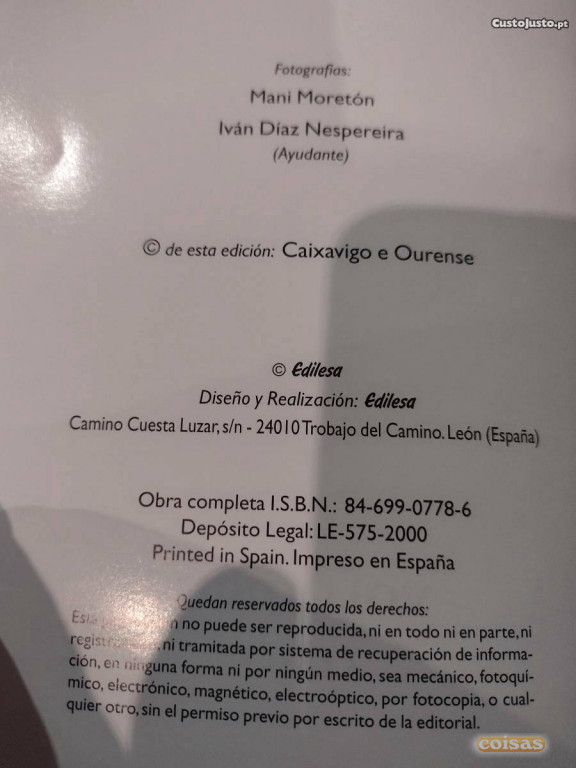 CustoJusto.pt
Fotografías:
Mani Moretón
Iván Díaz Nespereira
(Ayudante)
© de esta edición: Caixavigo e Ourense
© Edilesa
Diseño y Realización: Edilesa
Camino Cuesta Luzar, s/n - 24010 Trobajo del Camino. León (España)
Obra completa I.S.B.N.: 84-699-0778-6
Depósito Legal: LE-575-2000
Printed in Spain. Impreso en España
Quedan reservados todos los derechos:
no puede ser reproducida, ni en todo ni en parte, ni
ni tramitada por sistema de recuperación de informa-
ción, en ninguna forma ni por ningún medio, sea mecánico, fotoquí-
mico, electrónico, magnético, electroóptico, por fotocopia, o cual-
quier otro, sin el permiso previo por escrito de la editorial.
coisas